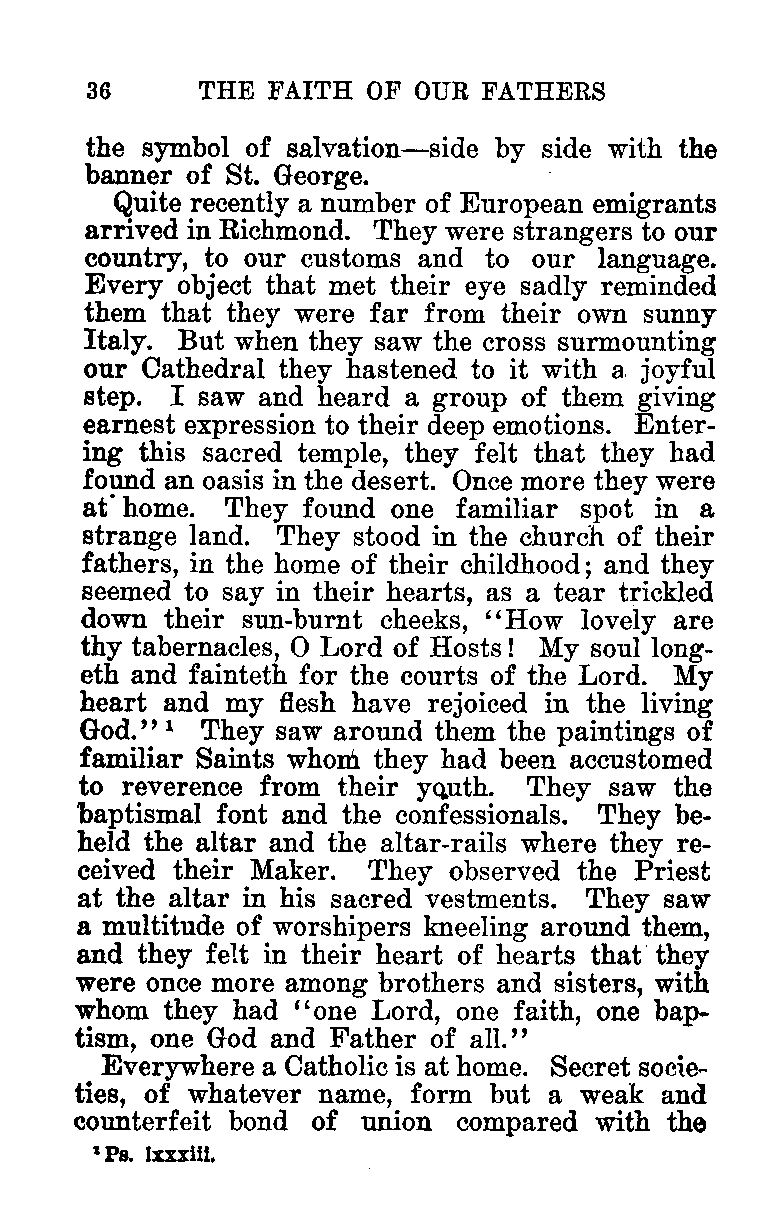 36 THE FAITH OF OUR FATHERS
the symbol of salvation—side by side with the
banner of St. George.
Quite recently a number of European emigrants
arrived in Richmond. They were strangers to our
country, to our customs and to our language.
Every object that met their eye sadly reminded
them that they were far from their own sunny
Italy. But when they saw the cross surmounting
our Cathedral they hastened to it with a joyful
step. I saw and heard a group of them giving
earnest expression to their deep emotions. Enter-
ing this sacred temple, they felt that they had
found an oasis in the desert. Once more they were
at home. They found one familiar spot in a
strange land. They stood in the church of their
fathers, in the home of their childhood; and they
seemed to say in their hearts, as a tear trickled
down their sun-burnt cheeks, "How lovely are
thy tabernacles, O Lord of Hosts! My soul long-
eth and fainteth for the courts of the Lord. My
heart and my flesh have rejoiced in the living
God." ¹ They saw around them the paintings of
familiar Saints whom they had been accustomed
to reverence from their youth. They saw the
baptismal font and the confessionals. They be-
held the altar and the altar-rails where they re-
ceived their Maker. They observed the Priest
at the altar in his sacred vestments. They saw
a multitude of worshipers kneeling around them,
and they felt in their heart of hearts that they
were once more among brothers and sisters, with
whom they had "one Lord, one faith, one bap-
tism, one God and Father of all."
Everywhere a Catholic is at home. Secret socie-
ties, of whatever name, form but a weak and
counterfeit bond of union compared with the
¹ Ps. lxxxiii.